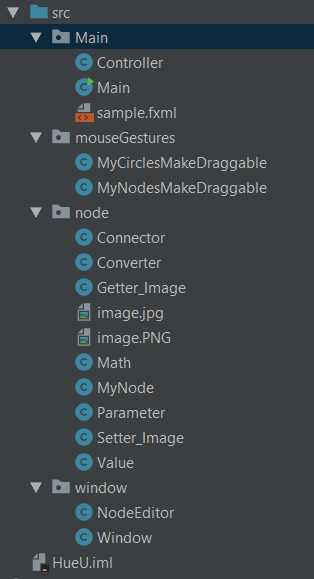 src
Main
Controller
Main
sample.fxml
mouseGestures
MyCirclesMakeDraggable
MyNodesMakeDraggable
node
Connector
Converter
Getter_Image
image.jpg
image.PNG
Math
MyNode
Parameter
Setter_Image
Value
window
NodeEditor
Window
HueU.iml